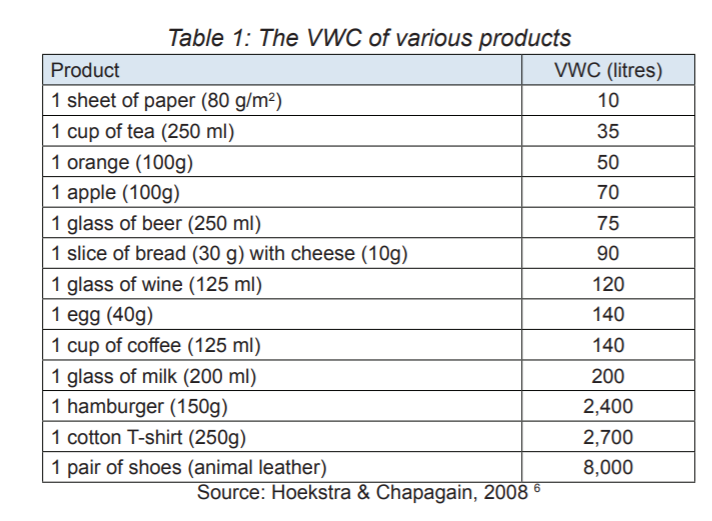 Table 1: The VWC of various products
Product VWC (litres)
1 sheet of paper (80 g/m²) 10
1 cup of tea (250 ml) 35
1 orange (100g) 50
1 apple (100g) 70
1 glass of beer (250 ml) 75
1 slice of bread (30 g) with cheese (10g) 90
1 glass of wine (125 ml) 120
1 egg (40g) 140
1 cup of coffee (125 ml) 140
1 glass of milk (200 ml) 200
1 hamburger (150g) 2,400
1 cotton T-shirt (250g) 2,700
1 pair of shoes (animal leather) 8,000
Source: Hoekstra & Chapagain, 2008 ⁶